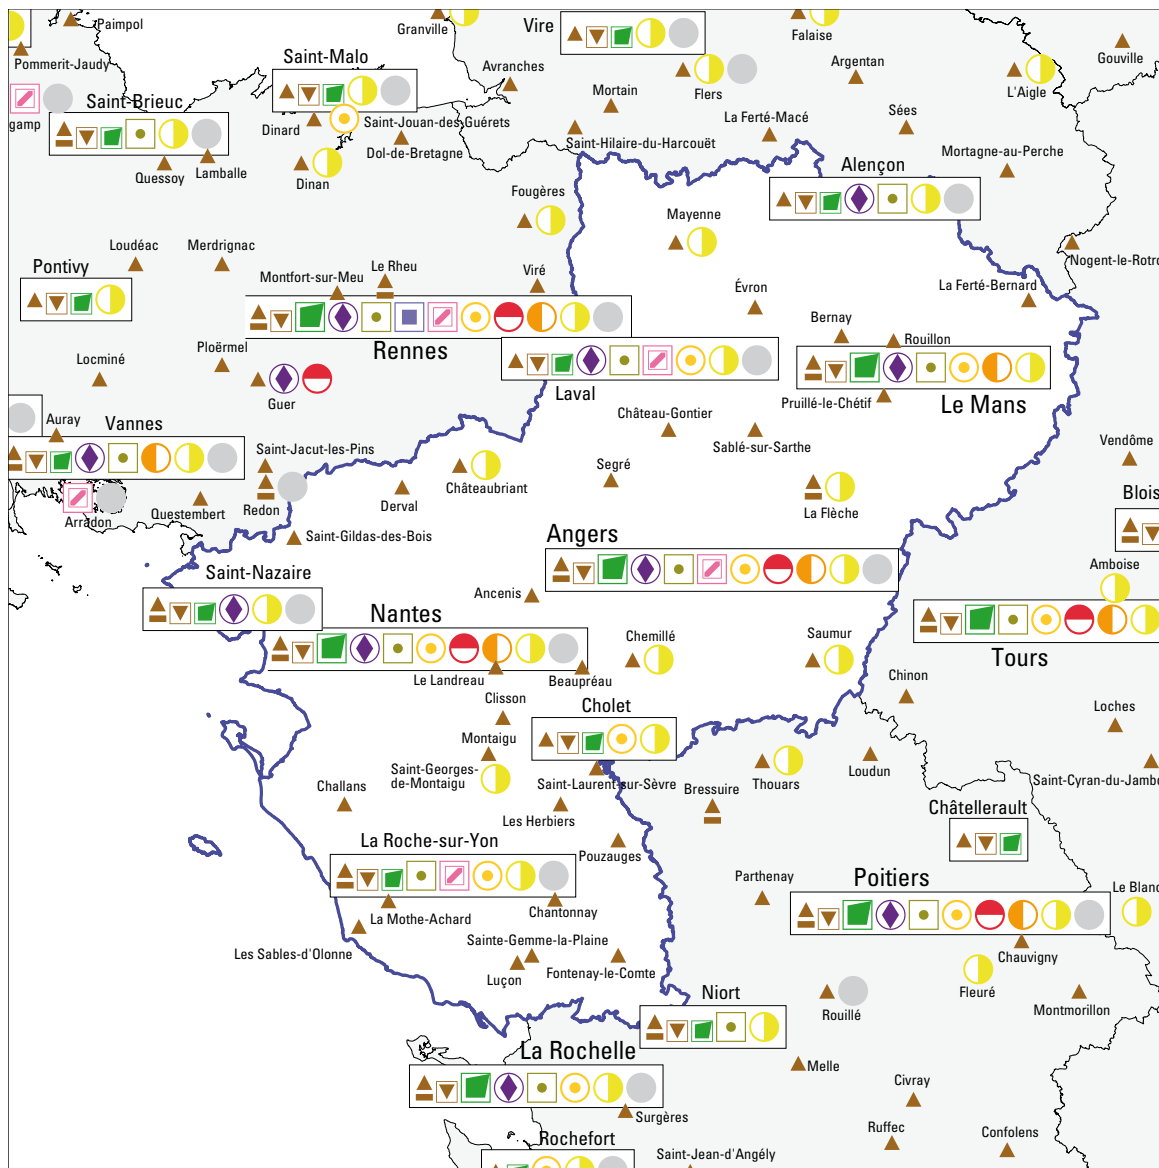 Paimpol
Granville
Vire
Falaise
Pommerit-Jaudy
Saint-Malo
Avranches
Argentan
Gouville
gamp
Saint-Brieuc
Mortain
Flers
L'Aigle
Dinard
Saint-Jouan-des-Guérets
La Ferté-Macé
Sées
Quessoy
Lamballe
Dol-de-Bretagne
Saint-Hilaire-du-Harcouët
Mortagne-au-Perche
Dinan
Alençon
Fougères
Mayenne
Loudéac
Merdrignac
Nogent-le-Rotro
Pontivy
Montfort-sur-Meu
Le Rheu
Viré
Évron
La Ferté-Bernard
Bernay
Rouillon
Rennes
Locminé
Ploërmel
Laval
Guer
Pruillé-le-Chétif
Le Mans
Château-Gontier
Auray
Vannes
Sablé-sur-Sarthe
Vendôme
Saint-Jacut-les-Pins
Segré
Châteaubriant
Blois
Arradon
Questembert
Redon
Derval
La Flèche
Saint-Gildas-des-Bois
Angers
Amboise
Saint-Nazaire
Ancenis
Nantes
Chemillé
Saumur
Tours
Le Landreau
Beaupréau
Chinon
Clisson
Cholet
Loches
Montaigu
Saint-Georges-
de-Montaigu
Saint-Laurent-sur-Sèvre
Thouars
Loudun
Saint-Cyran-du-Jambo
Challans
Bressuire
Les Herbiers
Châtellerault
La Roche-sur-Yon
Pouzauges
Parthenay
Poitiers
Le Blanc
La Mothe-Achard
Chantonnay
Les Sables-d'Olonne
Sainte-Gemme-la-Plaine
Chauvigny
Luçon
Fontenay-le-Comte
Niort
Fleuré
Rouillé
Montmorillon
La Rochelle
Melle
Civray
Surgères
Ruffec
Confolens
Rochefort
Saint-Jean-d'Angély